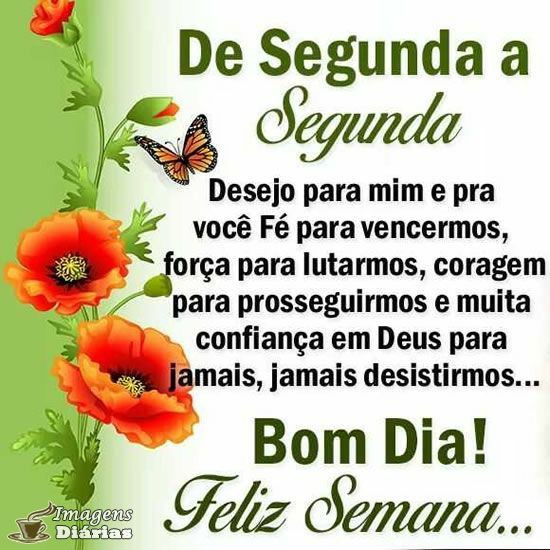 De Segunda a
Segunda
Desejo para mim e pra
você Fé para vencermos,
força para lutarmos, coragem
para prosseguirmos e muita
confiança em Deus para
jamais, jamais desistirmos...
Bom Dia!
Feliz Semana...
Imagens
Diárias